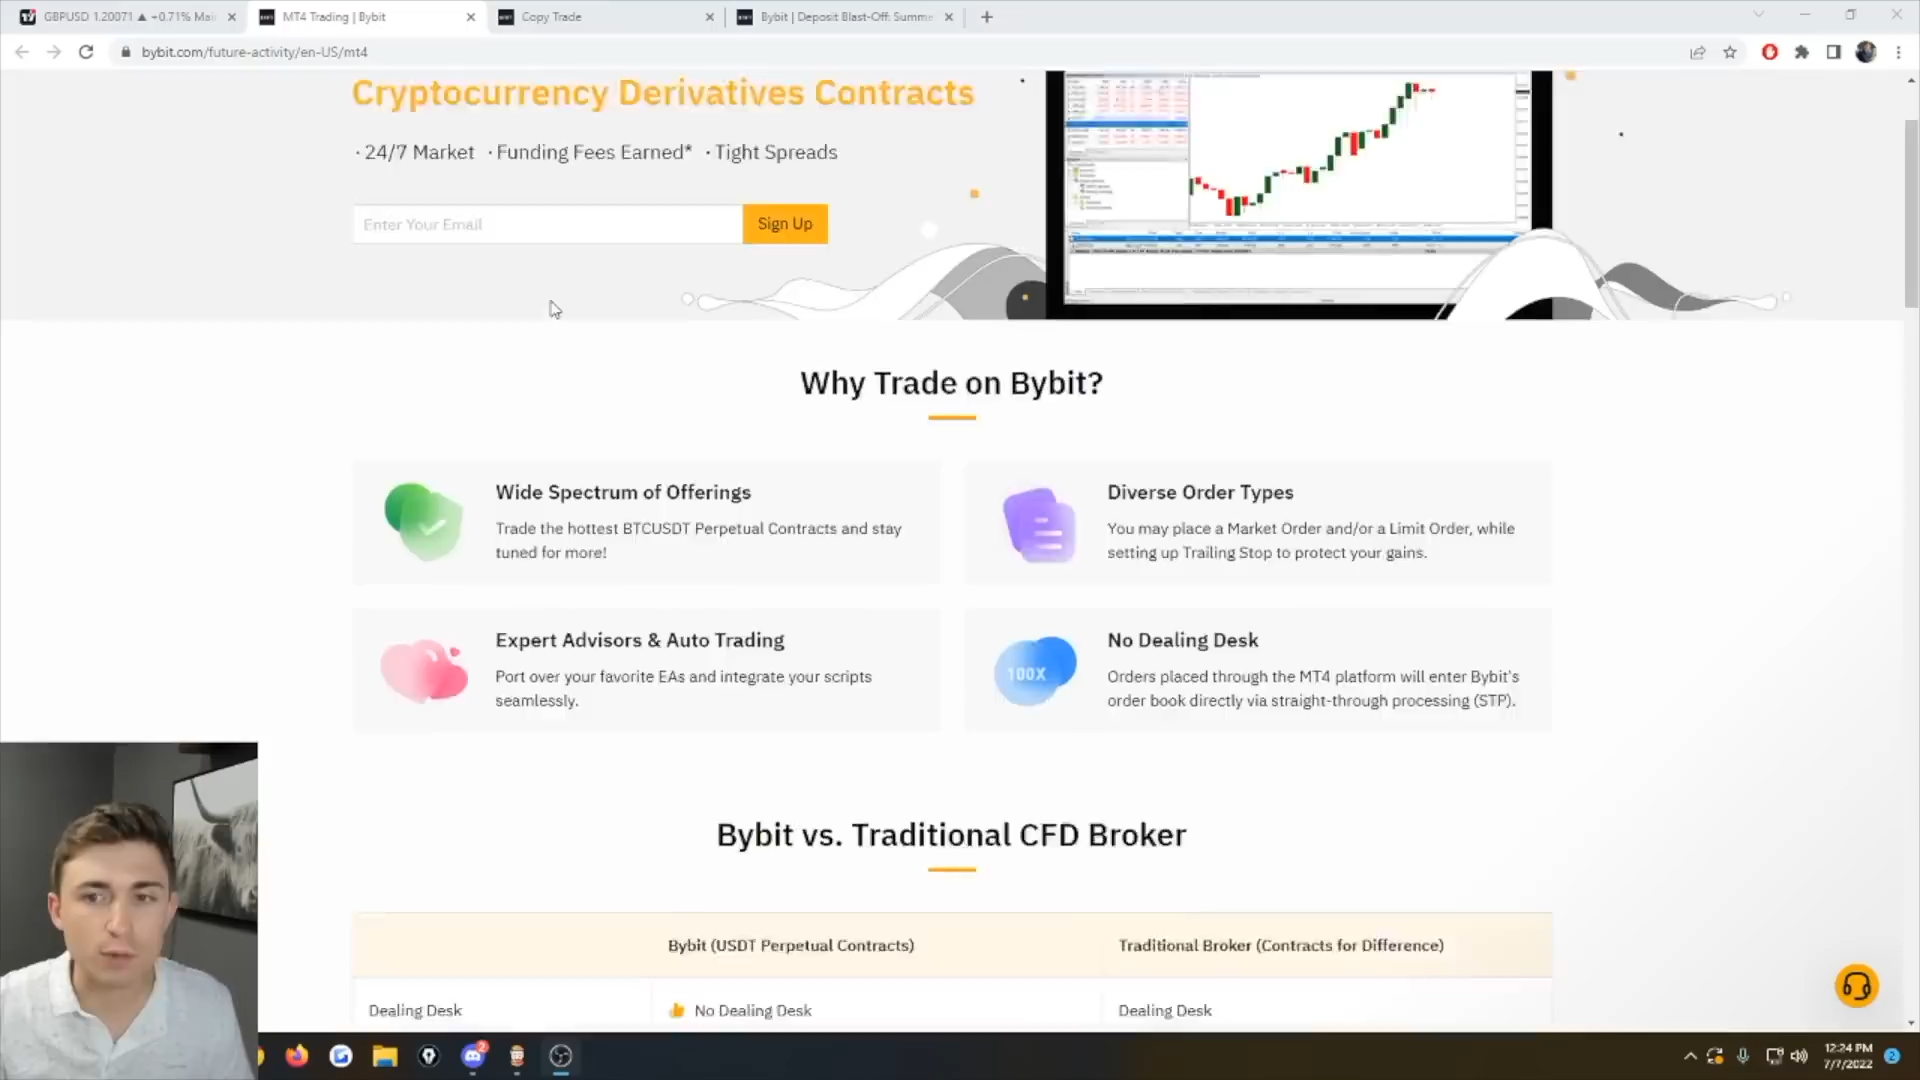 GBPUSD 1.20071 ▲ +0.71% Mai
MT4 Trading | Bybit
Copy Trade
Bybit | Deposit Blast-Off: Summe
bybit.com/future-activity/en-US/mt4
Cryptocurrency Derivatives Contracts
· 24/7 Market · Funding Fees Earned* · Tight Spreads
Enter Your Email
Sign Up
Why Trade on Bybit?
Wide Spectrum of Offerings
Trade the hottest BTCUSDT Perpetual Contracts and stay
tuned for more!
Diverse Order Types
You may place a Market Order and/or a Limit Order, while
setting up Trailing Stop to protect your gains.
Expert Advisors & Auto Trading
Port over your favorite EAs and integrate your scripts
seamlessly.
100X
No Dealing Desk
Orders placed through the MT4 platform will enter Bybit's
order book directly via straight-through processing (STP).
Bybit vs. Traditional CFD Broker
Bybit (USDT Perpetual Contracts)
Traditional Broker (Contracts for Difference)
Dealing Desk
No Dealing Desk
Dealing Desk
2
12:24 PM
7/7/2022
2